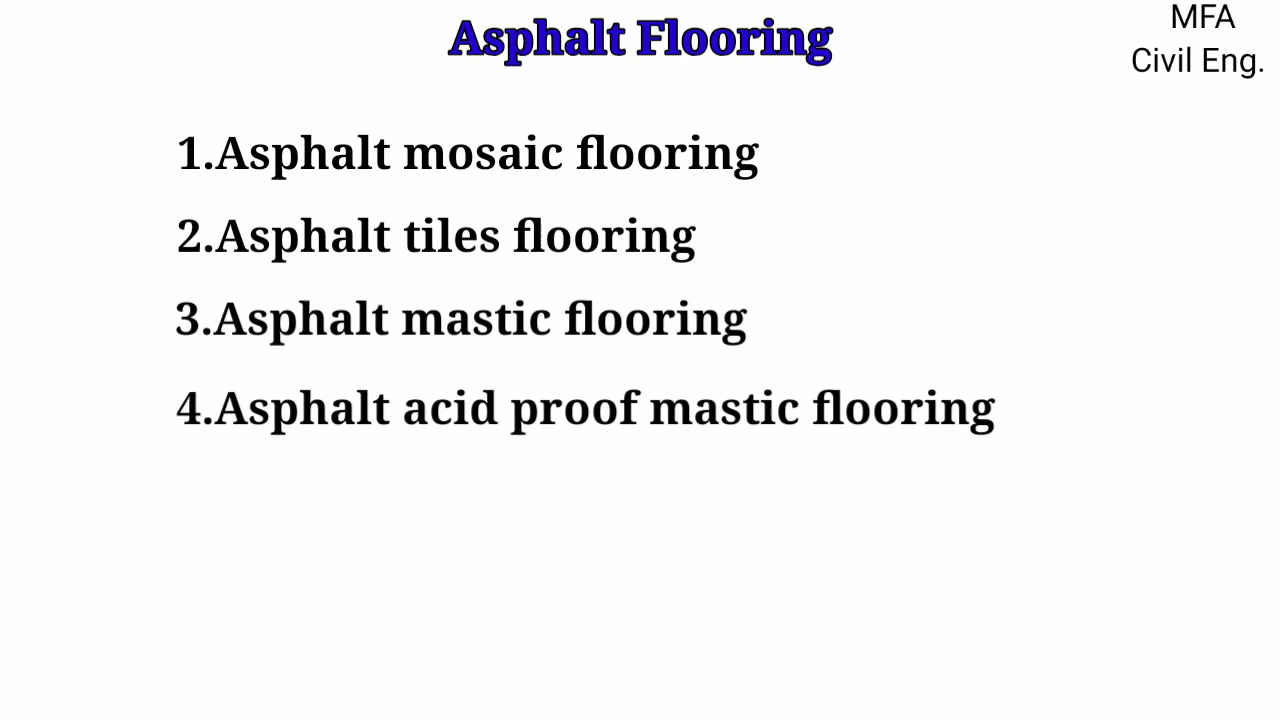 Asphalt Flooring
MFA
Civil Eng.
1.Asphalt mosaic flooring
2.Asphalt tiles flooring
3.Asphalt mastic flooring
4.Asphalt acid proof mastic flooring